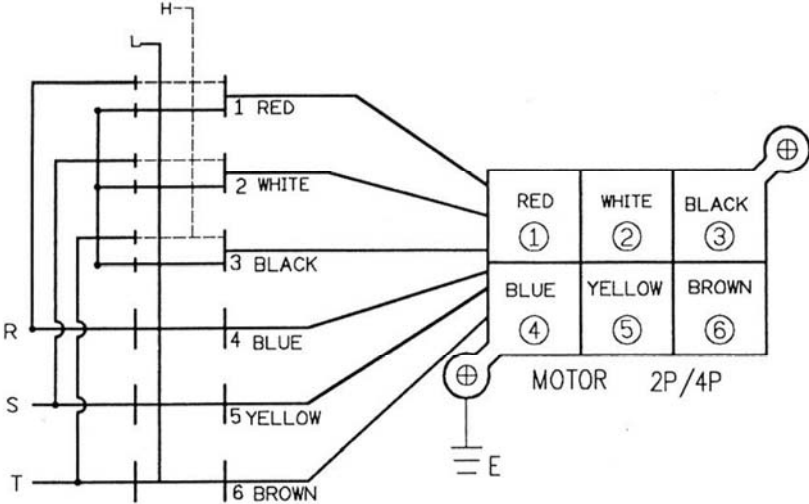 H
L
1 RED
2 WHITE
3 BLACK
R
4 BLUE
S
5 YELLOW
T
6 BROWN
RED
WHITE
BLACK
1
2
3
BLUE
YELLOW
BROWN
4
5
6
MOTOR 2P/4P
E